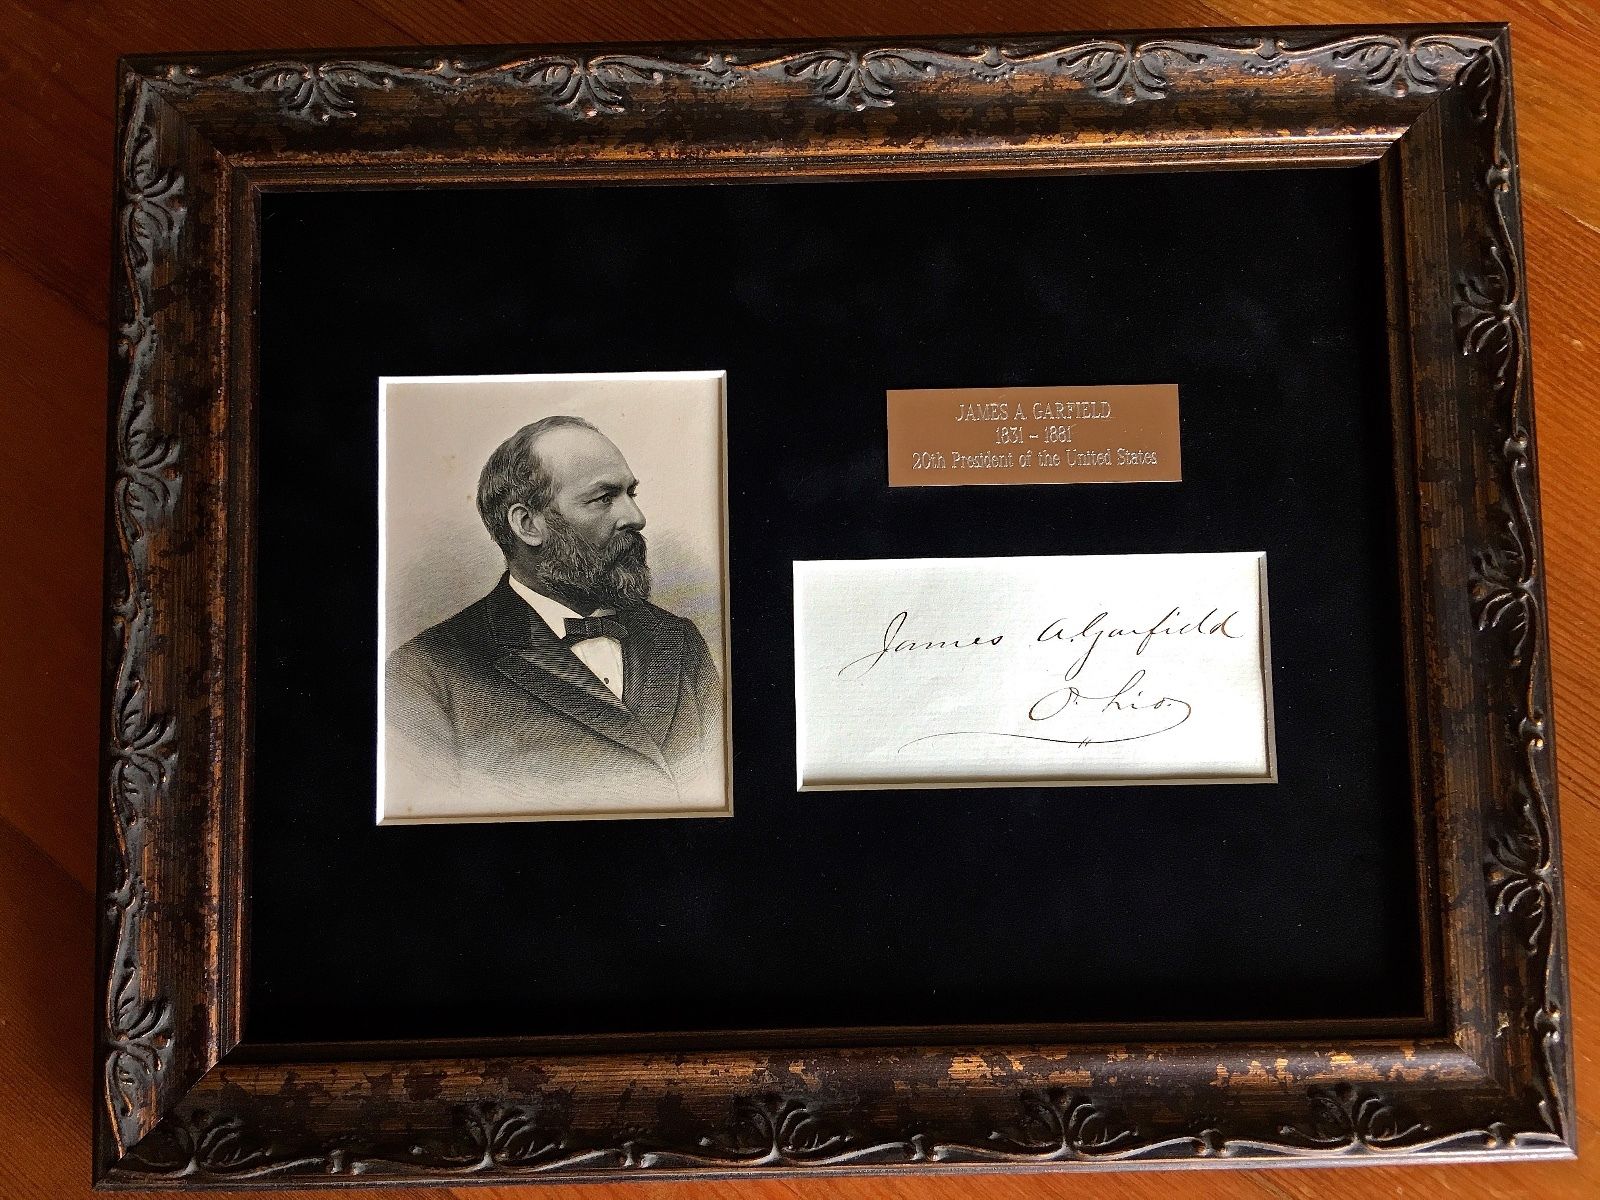 JAMES A. GARFIELD
1831 - 1881
20th President of the United States
James A. Garfield
Ohio.